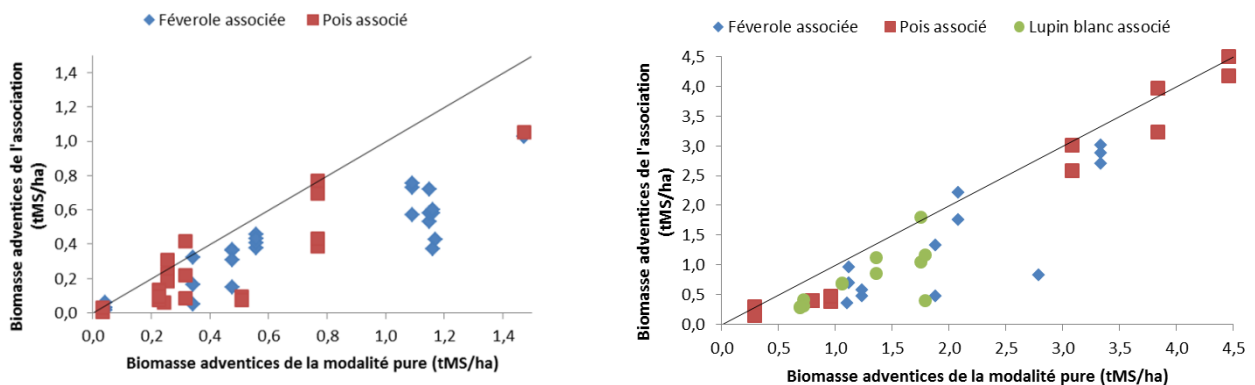 Féverole associée Pois associé
Biomasse adventices de l'association
(tMS/ha)
1,4
1,2
1,0
0,8
0,6
0,4
0,2
0,0
0,0 0,2 0,4 0,6 0,8 1,0 1,2 1,4
Biomasse adventices de la modalité pure (tMS/ha)
Féverole associée Pois associé Lupin blanc associé
Biomasse adventices de l'association
(tMS/ha)
4,5
4,0
3,5
3,0
2,5
2,0
1,5
1,0
0,5
0,0
0,0 0,5 1,0 1,5 2,0 2,5 3,0 3,5 4,0 4,5
Biomasse adventices de la modalité pure (tMS/ha)